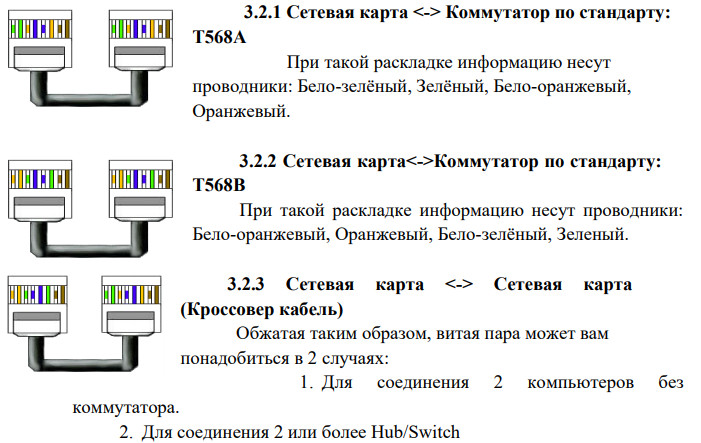 3.2.1 Сетевая карта <-> Коммутатор по стандарту:
T568A
При такой раскладке информацию несут
проводники: Бело-зелёный, Зелёный, Бело-оранжевый,
Оранжевый.
3.2.2 Сетевая карта<->Коммутатор по стандарту:
T568B
При такой раскладке информацию несут проводники:
Бело-оранжевый, Оранжевый, Бело-зелёный, Зеленый.
3.2.3 Сетевая карта <-> Сетевая карта
(Кроссовер кабель)
Обжатая таким образом, витая пара может вам
понадобиться в 2 случаях:
1. Для соединения 2 компьютеров без
коммутатора.
2. Для соединения 2 или более Hub/Switch